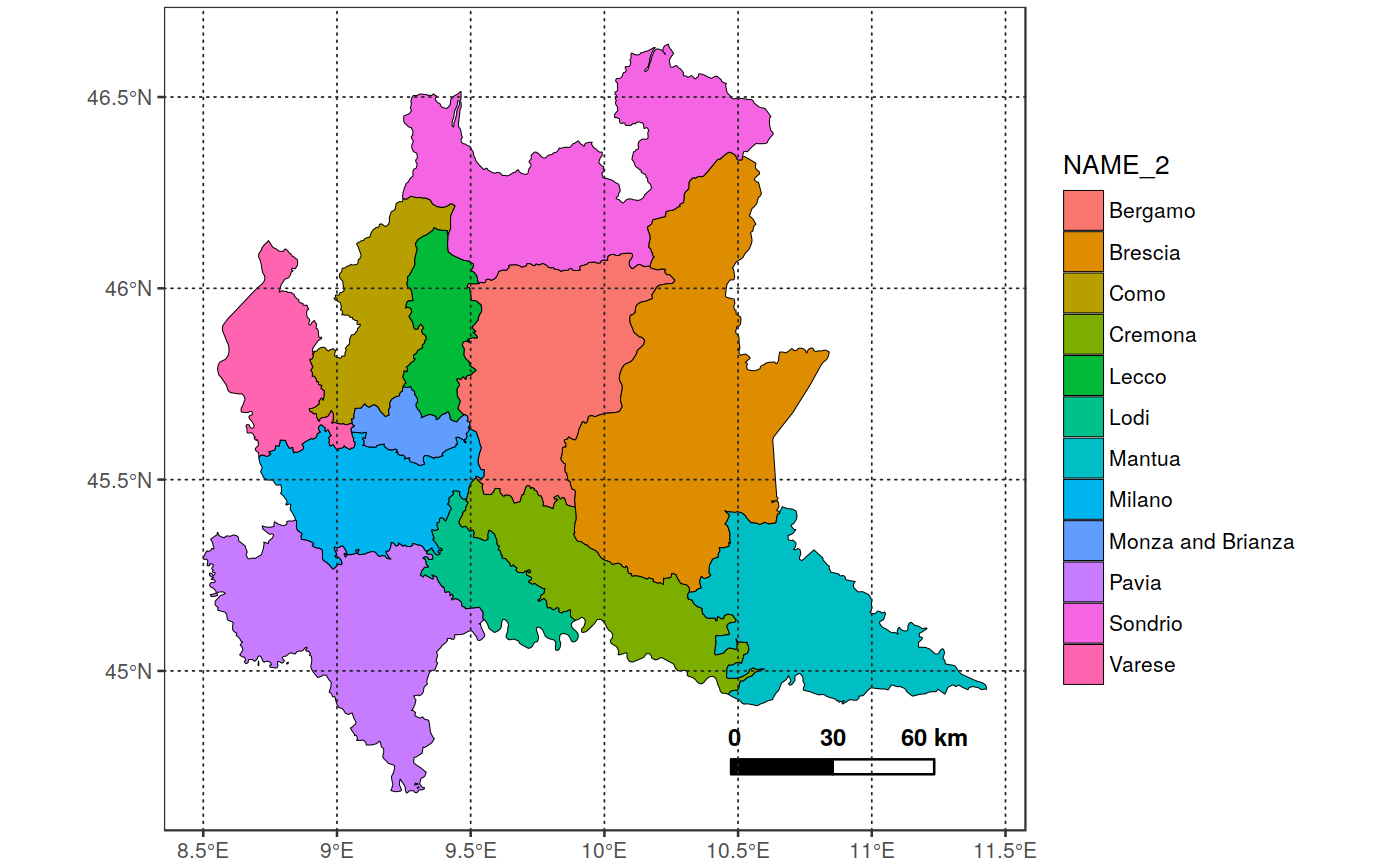 46.5°N
46°N
45.5°N
45°N
8.5°E 9°E 9.5°E 10°E 10.5°E 11°E 11.5°E
0 30 60 km
NAME_2
Bergamo
Brescia
Como
Cremona
Lecco
Lodi
Mantua
Milano
Monza and Brianza
Pavia
Sondrio
Varese